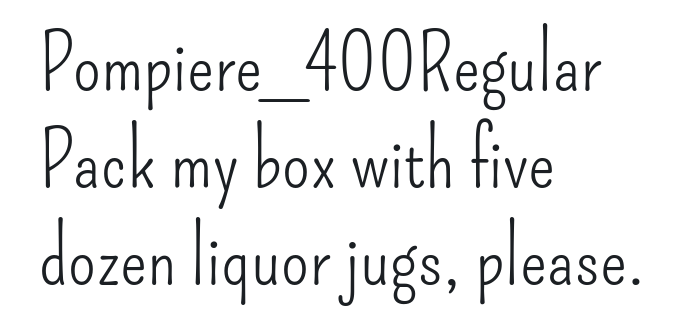 Pompiere_400Regular
Pack my box with five
dozen liquor jugs, please.